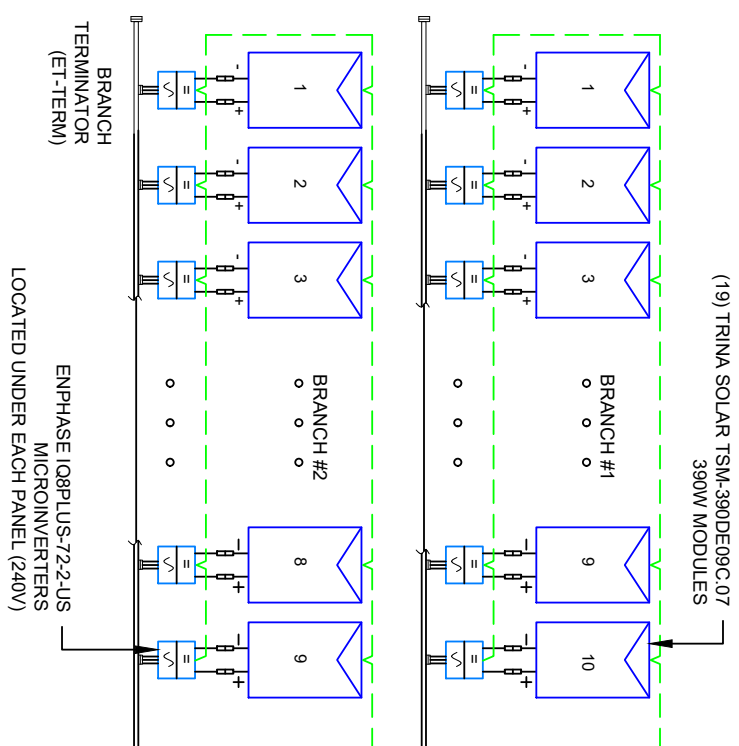 (19) TRINA SOLAR TSM-390DE09C.07
390W MODULES
1
2
3
BRANCH #1
9
10
- + - + - + - + - +
= = = = =
1
2
3
BRANCH #2
8
9
- + - + - + - + - +
= = = = =
BRANCH
TERMINATOR
(ET-TERM)
ENPHASE IQ8PLUS-72-2-US
MICROINVERTERS
LOCATED UNDER EACH PANEL (240V)